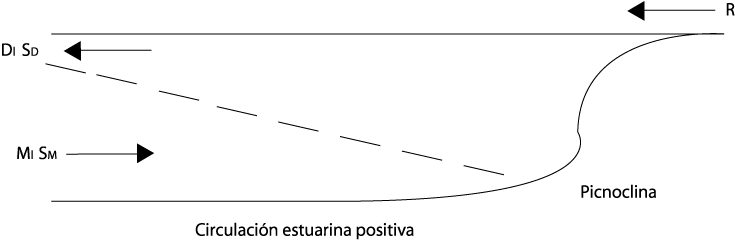 R
DI SD
MI SM
Picnoclina
Circulación estuarina positiva